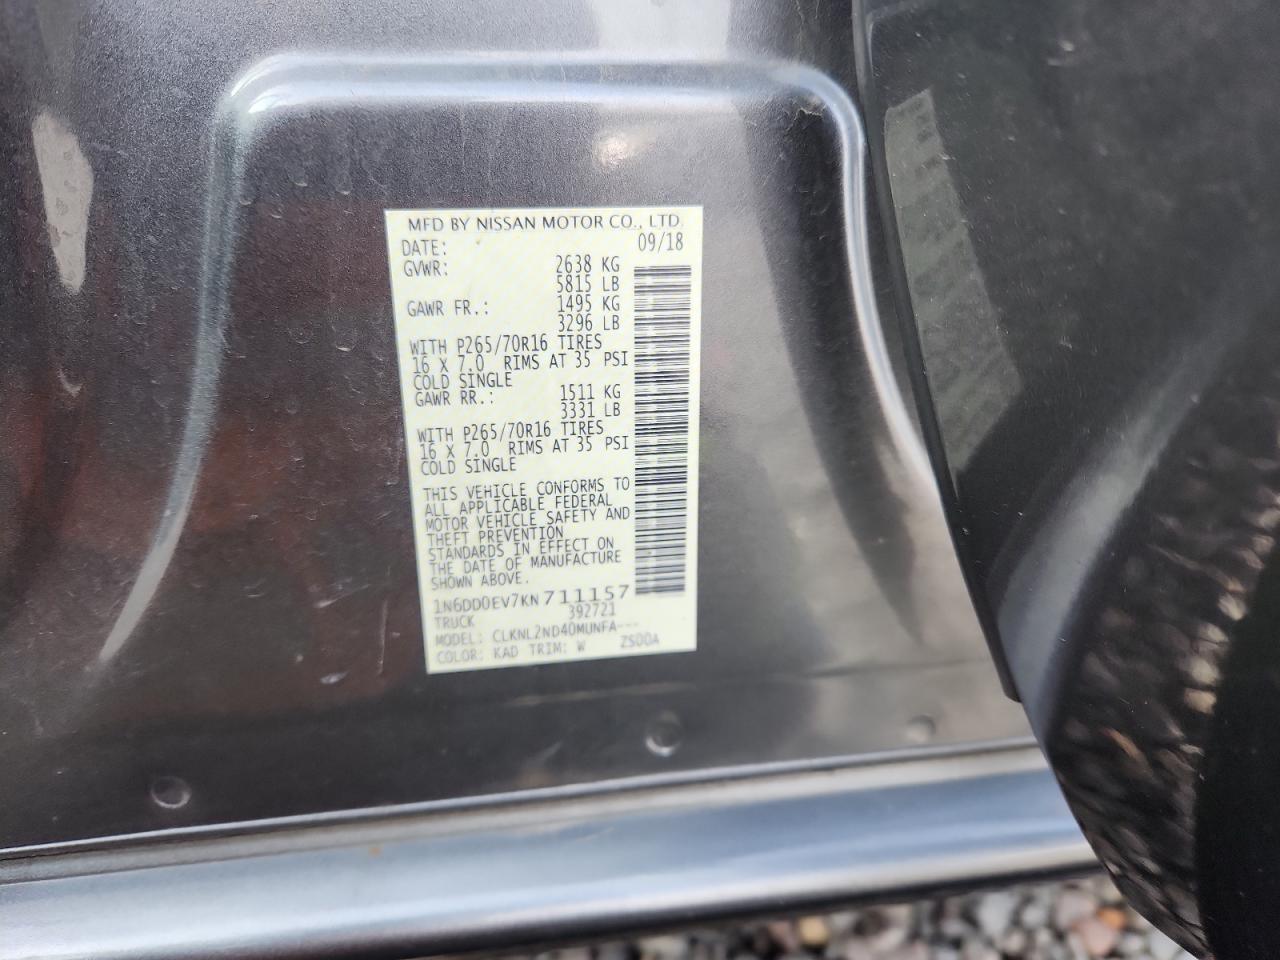 MFD BY NISSAN MOTOR CO., LTD.
DATE: 09/18
GVWR: 2638 KG
5815 LB
GAWR FR.: 1495 KG
3296 LB
WITH P265/70R16 TIRES
16 X 7.0 RIMS AT 35 PSI
COLD SINGLE
GAWR RR.: 1511 KG
3331 LB
WITH P265/70R16 TIRES
16 X 7.0 RIMS AT 35 PSI
COLD SINGLE
THIS VEHICLE CONFORMS TO
ALL APPLICABLE FEDERAL
MOTOR VEHICLE SAFETY AND
THEFT PREVENTION
STANDARDS IN EFFECT ON
THE DATE OF MANUFACTURE
SHOWN ABOVE.
1N6DD0EV7KN711157
TRUCK 392721
MODEL: CLKNL2ND40MUNFA---
COLOR: KAD TRIM: W ZS00A